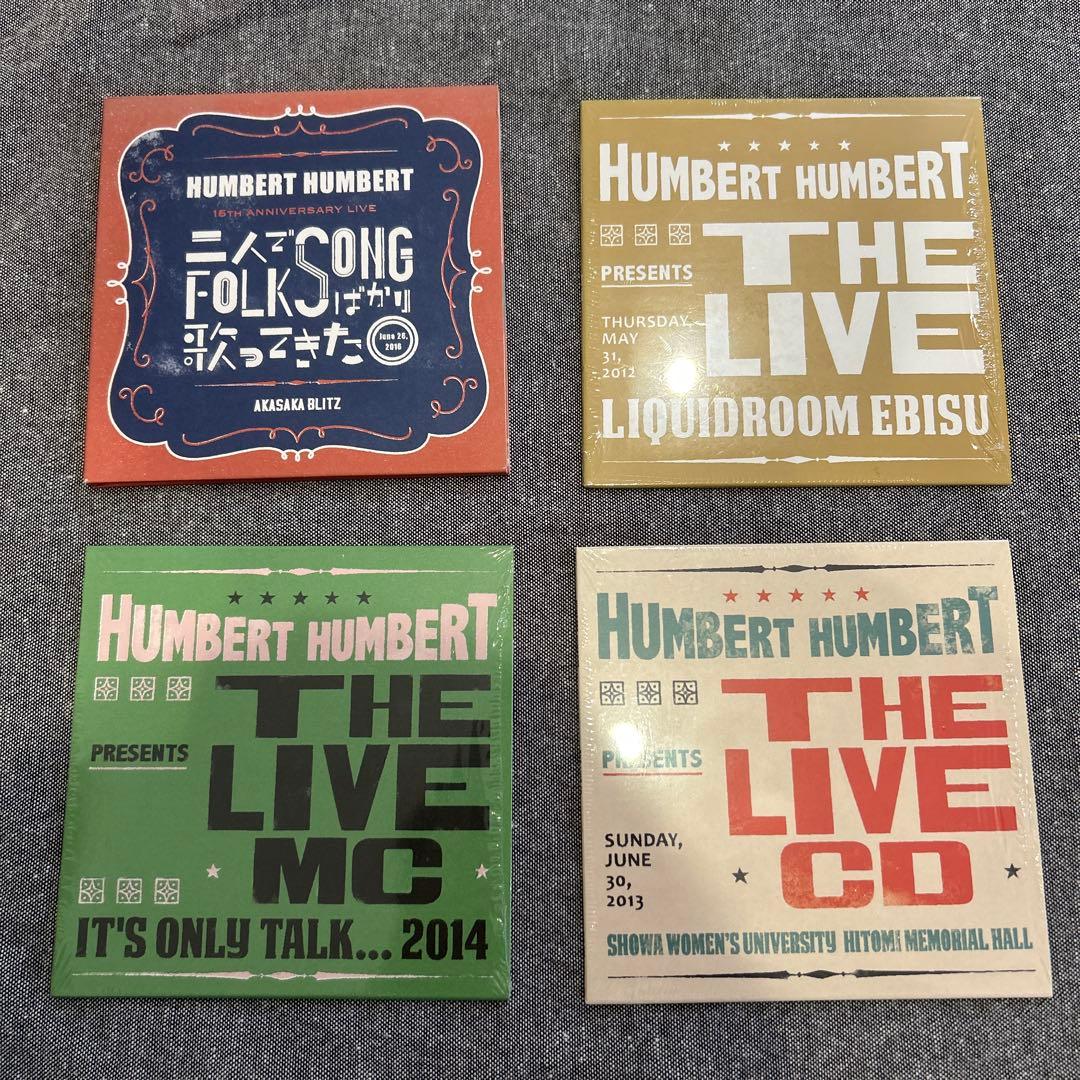 HUMBERT HUMBERT
15TH ANNIVERSARY LIVE
二人で SONG
FOLK ばかり
歌ってきた
June 26,
2016
AKASAKA BLITZ
HUMBERT HUMBERT
PRESENTS
THE
LIVE
THURSDAY,
MAY
31,
2012
LIQUIDROOM EBISU
HUMBERT HUMBERT
PRESENTS
THE
LIVE
MC
IT'S ONLY TALK... 2014
HUMBERT HUMBERT
PRESENTS
THE
LIVE
CD
SUNDAY,
JUNE
30,
2013
SHOWA WOMEN'S UNIVERSITY HITOMI MEMORIAL HALL